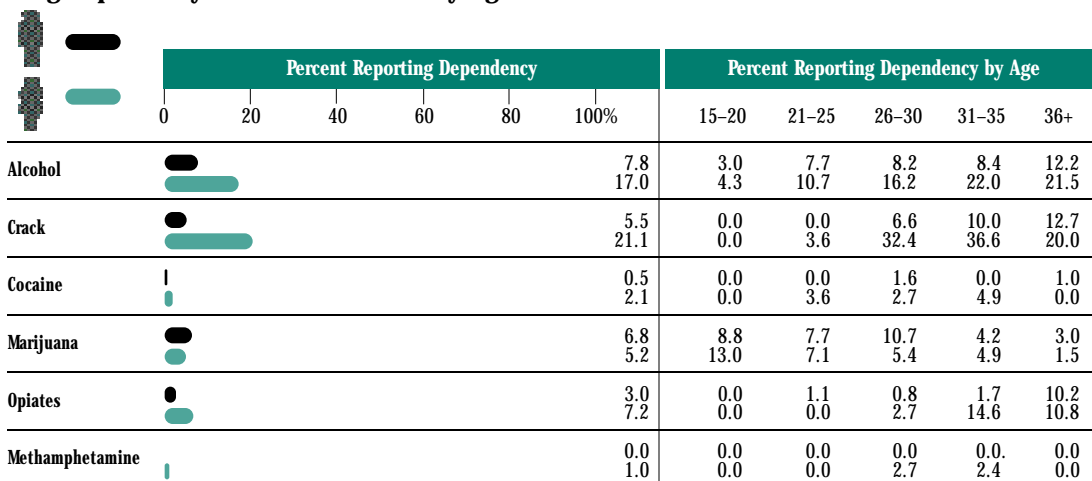 Percent Reporting Dependency Percent Reporting Dependency by Age
0 20 40 60 80 100% 15–20 21–25 26–30 31–35 36+
Alcohol
7.8 3.0 7.7 8.2 8.4 12.2
17.0 4.3 10.7 16.2 22.0 21.5
Crack
5.5 0.0 0.0 6.6 10.0 12.7
21.1 0.0 3.6 32.4 36.6 20.0
Cocaine
0.5 0.0 0.0 1.6 0.0 1.0
2.1 0.0 3.6 2.7 4.9 0.0
Marijuana
6.8 8.8 7.7 10.7 4.2 3.0
5.2 13.0 7.1 5.4 4.9 1.5
Opiates
3.0 0.0 1.1 0.8 1.7 10.2
7.2 0.0 0.0 2.7 14.6 10.8
Methamphetamine
0.0 0.0 0.0 0.0 0.0. 0.0
1.0 0.0 0.0 2.7 2.4 0.0